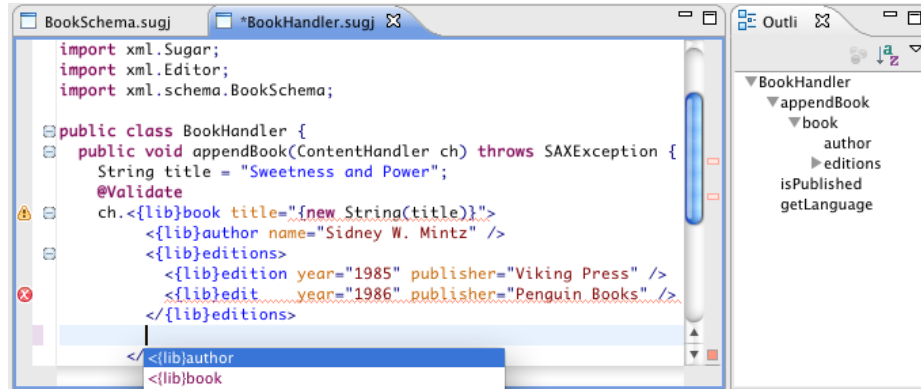 BookSchema.sugj
*BookHandler.sugj
import xml.Sugar;
import xml.Editor;
import xml.schema.BookSchema;
public class BookHandler {
public void appendBook(ContentHandler ch) throws SAXException {
String title = "Sweetness and Power";
@Validate
ch.<{lib}book title="{new String(title)}">
<{lib}author name="Sidney W. Mintz" />
<{lib}editions>
<{lib}edition year="1985" publisher="Viking Press" />
<{lib}edit    year="1986" publisher="Penguin Books" />
</{lib}editions>
</
<{lib}author
<{lib}book
Outli
a
z
BookHandler
appendBook
book
author
editions
isPublished
getLanguage